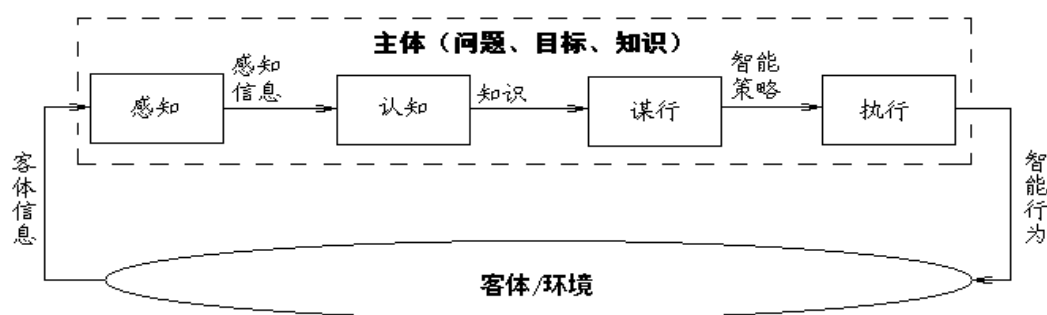 主体（问题、目标、知识）
感知
感知
信息
认知
知识
谋行
智能
策略
执行
客体信息
智能行为
客体/环境